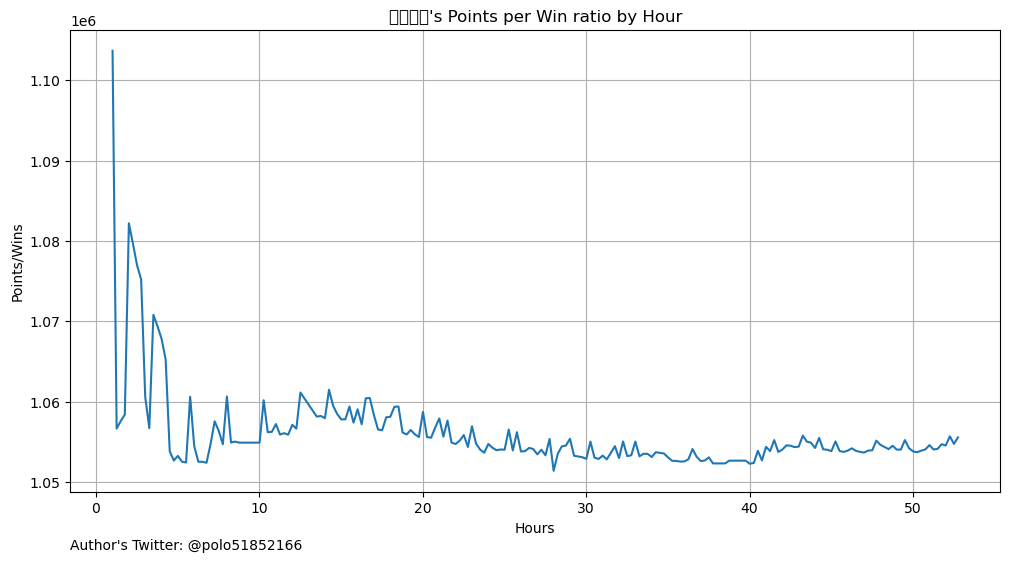 's Points per Win ratio by Hour
1e6
1.10
1.09
1.08
1.07
1.06
1.05
Points/Wins
0 10 20 30 40 50
Hours
Author's Twitter: @polo51852166